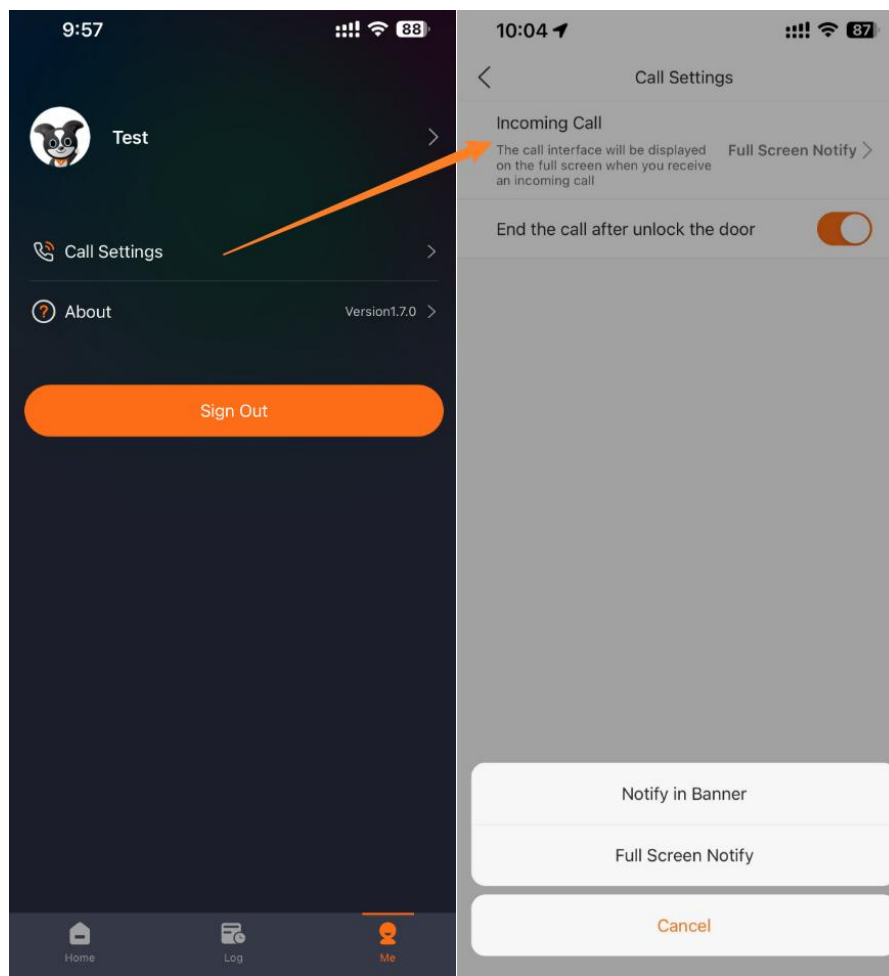 9:57
88
Test
Call Settings
About
Version1.7.0
Sign Out
Home
Log
Me
10:04
87
Call Settings
Incoming Call
The call interface will be displayed
on the full screen when you receive
an incoming call
Full Screen Notify
End the call after unlock the door
Notify in Banner
Full Screen Notify
Cancel